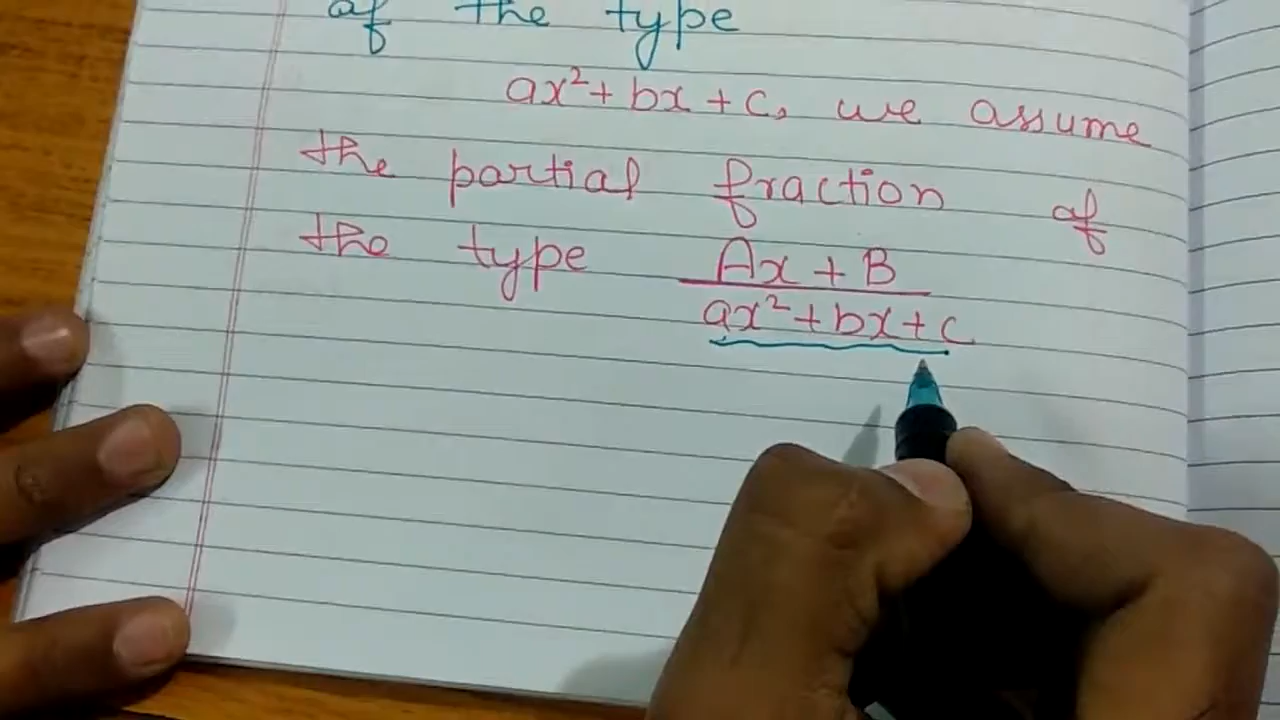 of the type
ax²+ bx + c, we assume
the partial fraction of
the type Ax + B
ax²+bx+c